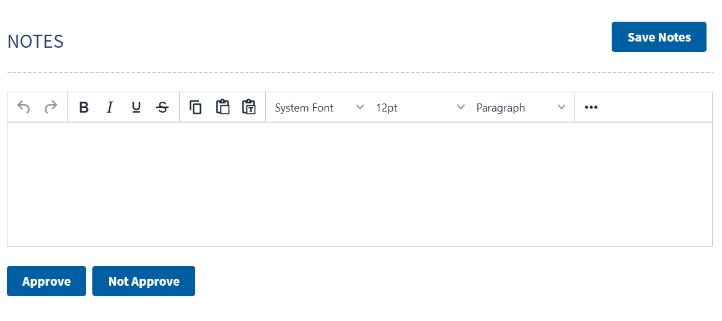 NOTES
Save Notes
B I U S System Font 12pt Paragraph
Approve Not Approve